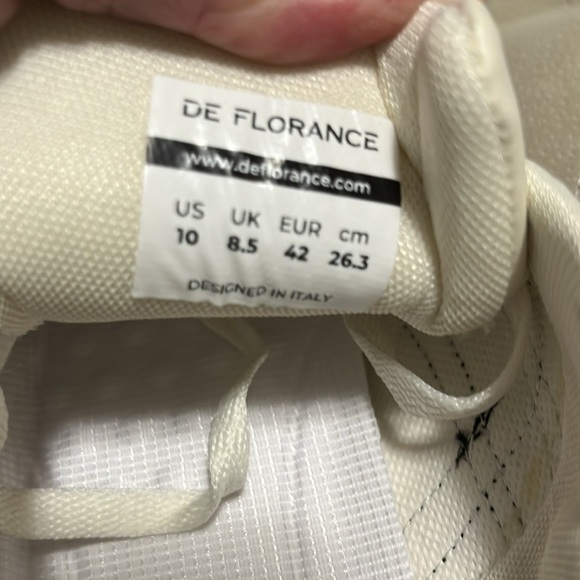 DE FLORANCE
www.deflorance.com
US UK EUR cm
10 8.5 42 26.3
DESIGNED IN ITALY